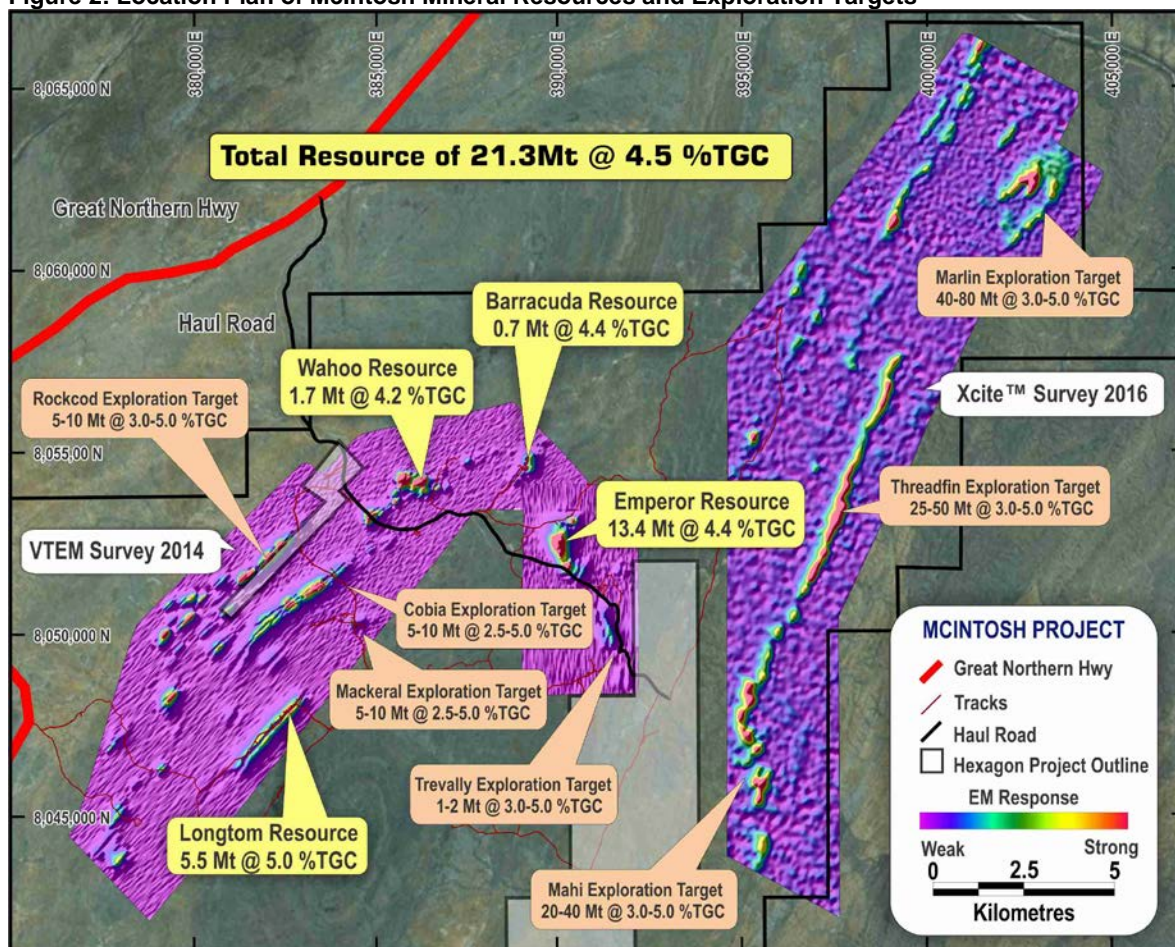 Figure 2: Location Plan of McIntosh Mineral Resources and Exploration Targets
380,000 E
385,000 E
390,000 E
395,000 E
400,000 E
405,000 E
8,065,000 N
Total Resource of 21.3Mt @ 4.5 %TGC
Great Northern Hwy
8,060,000 N
Haul Road
Marlin Exploration Target
40-80 Mt @ 3.0-5.0 %TGC
Barracuda Resource
0.7 Mt @ 4.4 %TGC
Wahoo Resource
1.7 Mt @ 4.2 %TGC
Rockcod Exploration Target
5-10 Mt @ 3.0-5.0 %TGC
Xcite™ Survey 2016
8,055,00 N
Emperor Resource
13.4 Mt @ 4.4 %TGC
Threadfin Exploration Target
25-50 Mt @ 3.0-5.0 %TGC
VTEM Survey 2014
Cobia Exploration Target
5-10 Mt @ 2.5-5.0 %TGC
8,050,000 N
Mackeral Exploration Target
5-10 Mt @ 2.5-5.0 %TGC
Trevally Exploration Target
1-2 Mt @ 3.0-5.0 %TGC
8,045,000 N
Longtom Resource
5.5 Mt @ 5.0 %TGC
Mahi Exploration Target
20-40 Mt @ 3.0-5.0 %TGC
MCINTOSH PROJECT
Great Northern Hwy
Tracks
Haul Road
Hexagon Project Outline
EM Response
Weak Strong
0 2.5 5
Kilometres